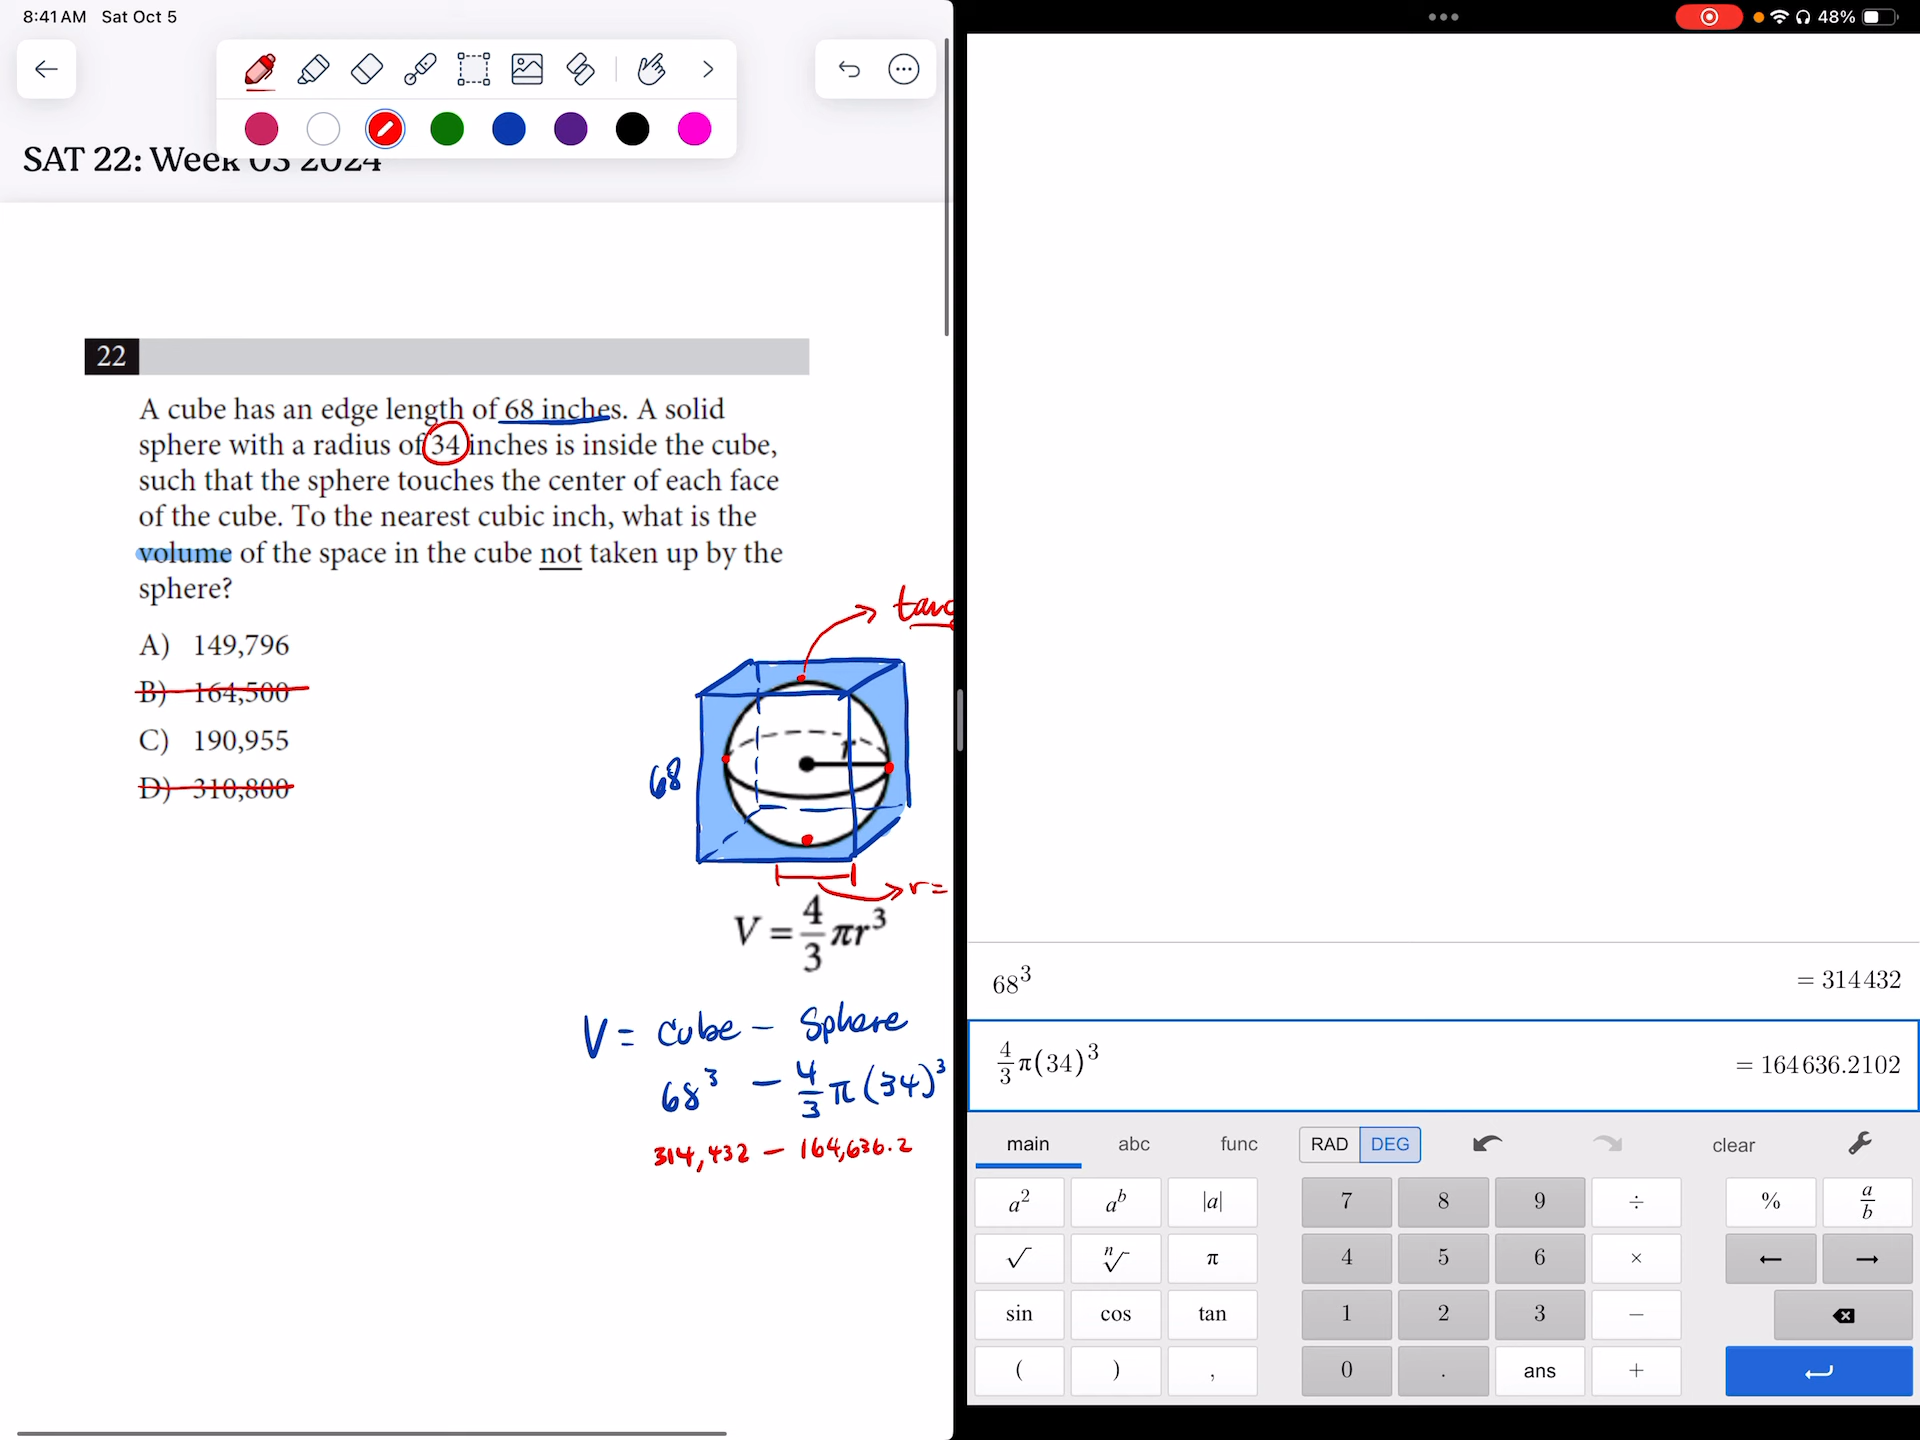 8:41 AM Sat Oct 5
48%
SAT 22: Week 03 2024
22
A cube has an edge length of 68 inches. A solid
sphere with a radius of 34 inches is inside the cube,
such that the sphere touches the center of each face
of the cube. To the nearest cubic inch, what is the
volume of the space in the cube not taken up by the
sphere?
A) 149,796
B) 164,500
C) 190,955
D) 310,800
68
r
r=
V = 4/3 πr³
V = Cube − Sphere
68³ − 4/3 π (34)³
314,432 − 164,636.2
68³ = 314432
4/3 π(34)³ = 164636.2102
main abc func RAD DEG clear
a² aᵇ |a| 7 8 9 ÷ % a/b
√ ⁿ√ π 4 5 6 × ← →
sin cos tan 1 2 3 −
( ) , 0 . ans +